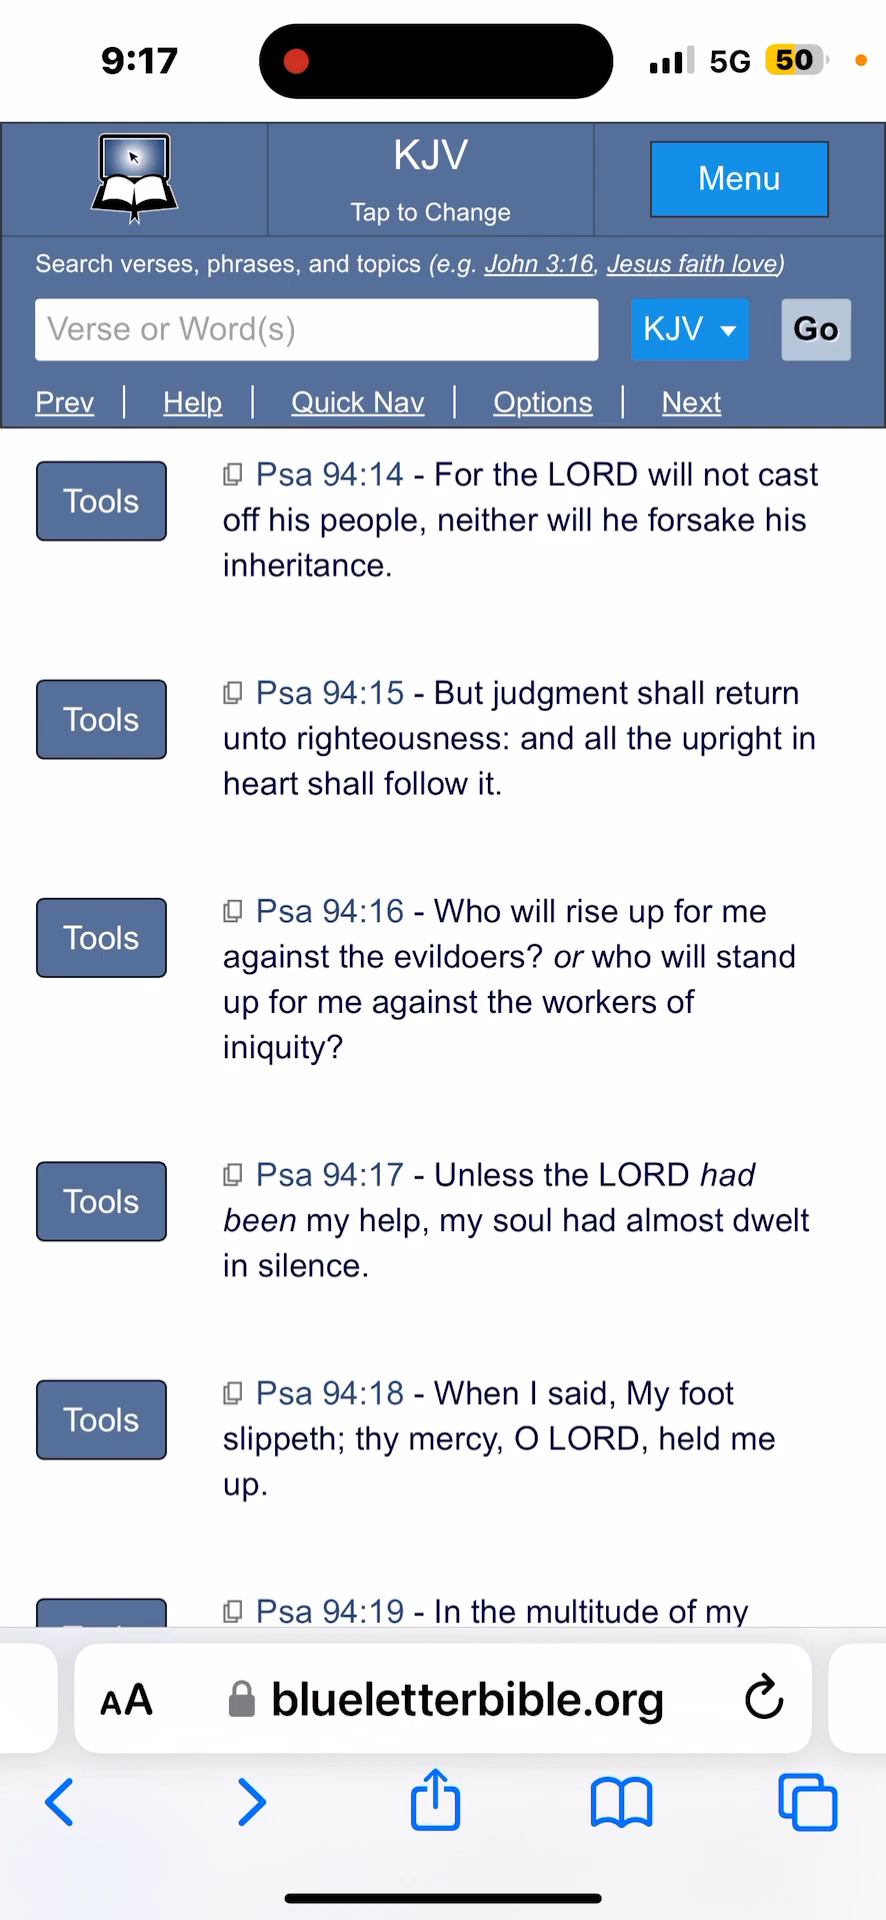 9:17 5G 50
KJV
Tap to Change
Menu
Search verses, phrases, and topics (e.g. John 3:16, Jesus faith love)
Verse or Word(s) KJV Go
Prev | Help | Quick Nav | Options | Next
Tools
Psa 94:14 - For the LORD will not cast
off his people, neither will he forsake his
inheritance.
Tools
Psa 94:15 - But judgment shall return
unto righteousness: and all the upright in
heart shall follow it.
Tools
Psa 94:16 - Who will rise up for me
against the evildoers? or who will stand
up for me against the workers of
iniquity?
Tools
Psa 94:17 - Unless the LORD had
been my help, my soul had almost dwelt
in silence.
Tools
Psa 94:18 - When I said, My foot
slippeth; thy mercy, O LORD, held me
up.
Psa 94:19 - In the multitude of my
AA blueletterbible.org